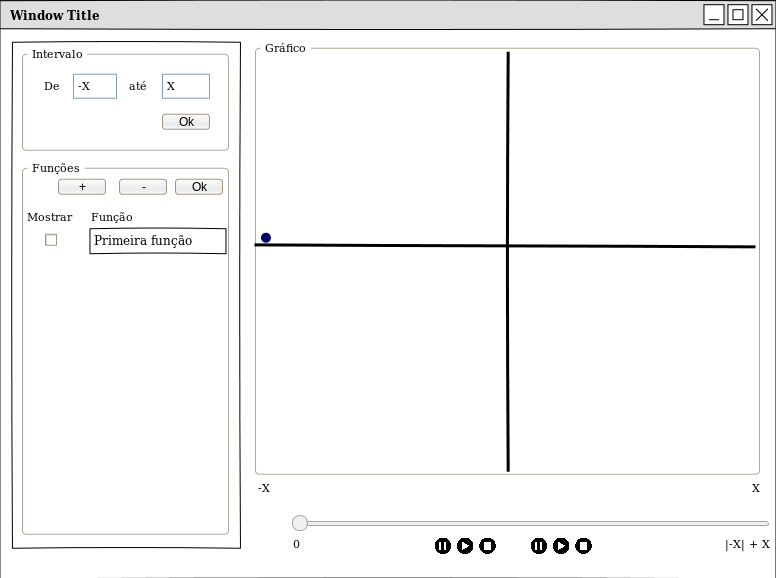 Window Title
Intervalo
De -X até X
Ok
Funções
+ - Ok
Mostrar Função
Primeira função
Gráfico
-X X
0 |-X| + X